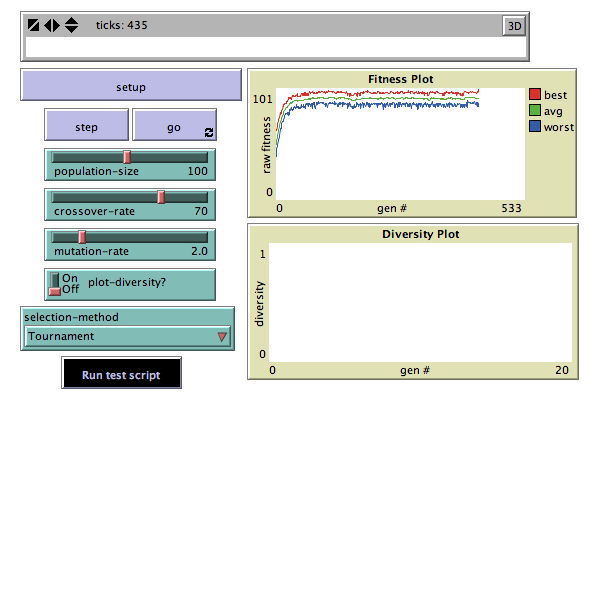 ticks: 435
3D
setup
step
go
population-size 100
crossover-rate 70
mutation-rate 2.0
On
Off
plot-diversity?
selection-method
Tournament
Run test script
Fitness Plot
101
raw fitness
0
0
gen #
533
best
avg
worst
Diversity Plot
1
diversity
0
0
gen #
20